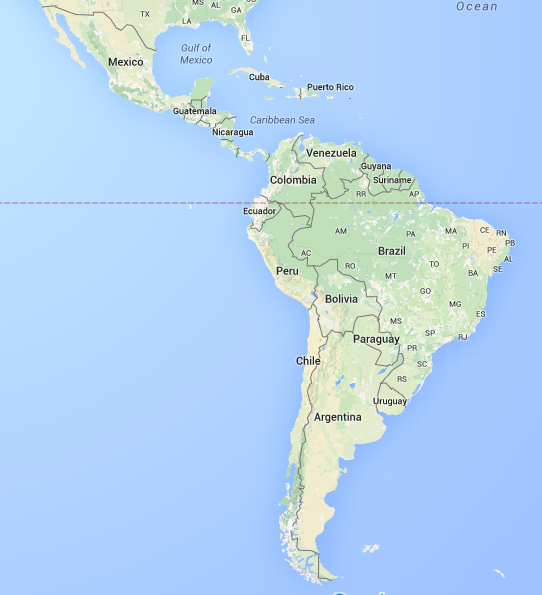 Ocean
MS
AL
GA
TX
LA
FL
Gulf of
Mexico
Mexico
Cuba
Puerto Rico
Guatemala
Caribbean Sea
Nicaragua
Venezuela
Guyana
Colombia
Suriname
RR
AP
Ecuador
AM
PA
MA
CE
RN
PB
PI
PE
AL
Brazil
AC
RO
TO
SE
Peru
MT
BA
GO
Bolivia
MG
ES
MS
SP
RJ
Paraguay
PR
Chile
SC
RS
Uruguay
Argentina